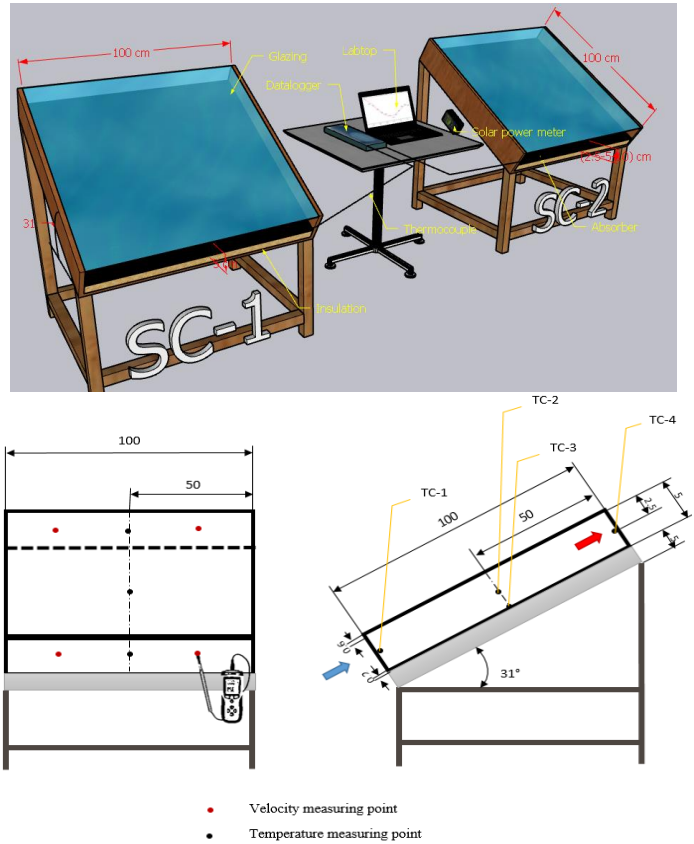 100 cm
Glazing
Labtop
Datalogger
100 cm
Solar power meter
(2.5-5-10) cm
SC-2
Absorber
Thermocouple
31
Insulation
SC-1
100
50
TC-2
TC-4
TC-3
TC-1
100
50
2.5
5
5
31°
Velocity measuring point
Temperature measuring point